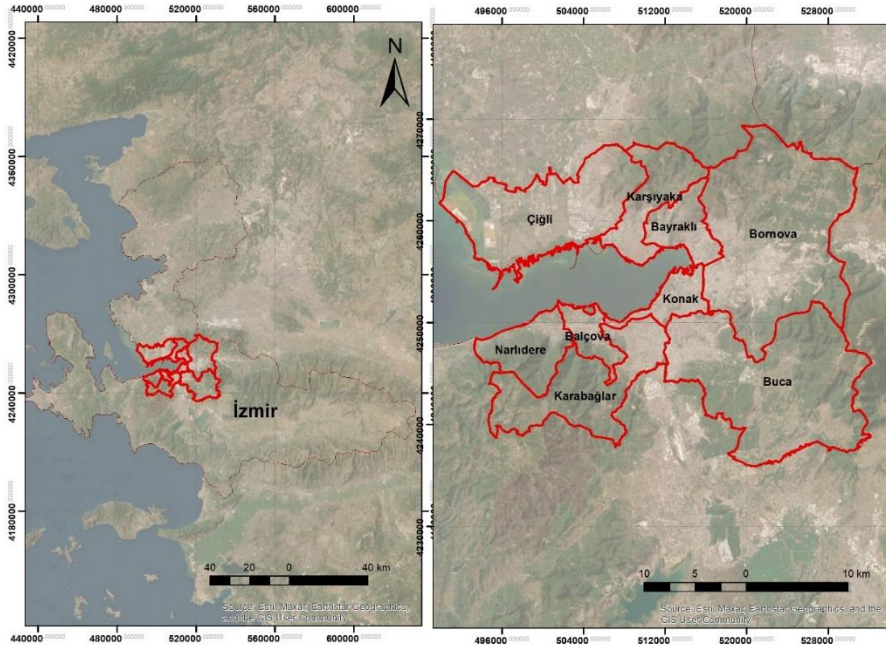 440000 480000 520000 560000 600000
4420000
4360000
4300000
4240000
4180000
N
İzmir
40 20 0 40 km
Source: Esri, Maxar, Earthstar Geographics,
and the GIS User Community
440000 480000 520000 560000 600000
496000 504000 512000 520000 528000
4270000
4260000
4250000
4240000
4230000
Çiğli
Karşıyaka
Bayraklı
Bornova
Konak
Balçova
Narlıdere
Karabağlar
Buca
10 5 0 10 km
Source: Esri, Maxar, Earthstar Geographics, and the
GIS User Community
496000 504000 512000 520000 528000